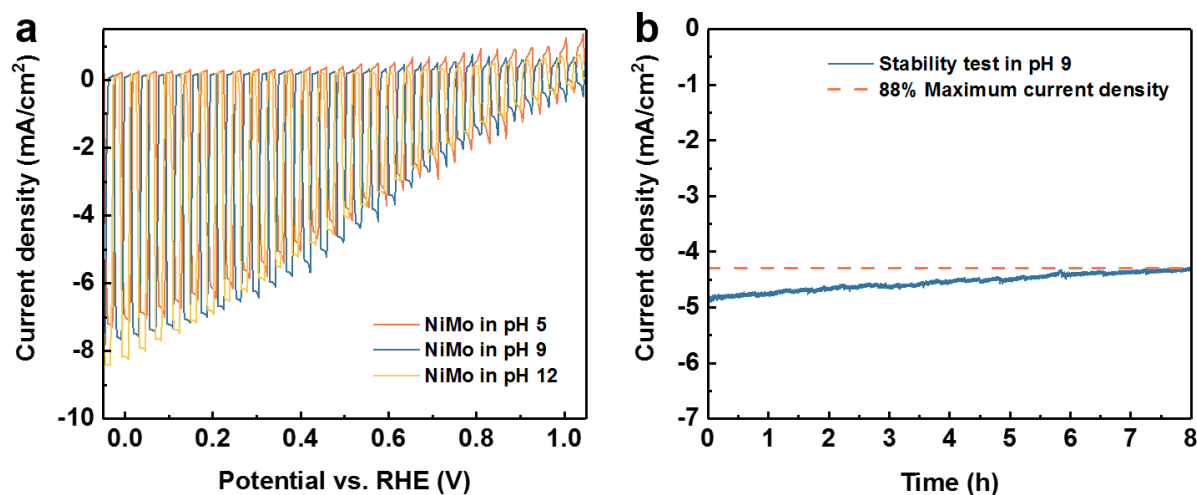 a
0
-2
-4
-6
-8
-10
Current density (mA/cm²)
NiMo in pH 5
NiMo in pH 9
NiMo in pH 12
0.0 0.2 0.4 0.6 0.8 1.0
Potential vs. RHE (V)
b
0
-1
-2
-3
-4
-5
-6
-7
Current density (mA/cm²)
Stability test in pH 9
88% Maximum current density
0 1 2 3 4 5 6 7 8
Time (h)